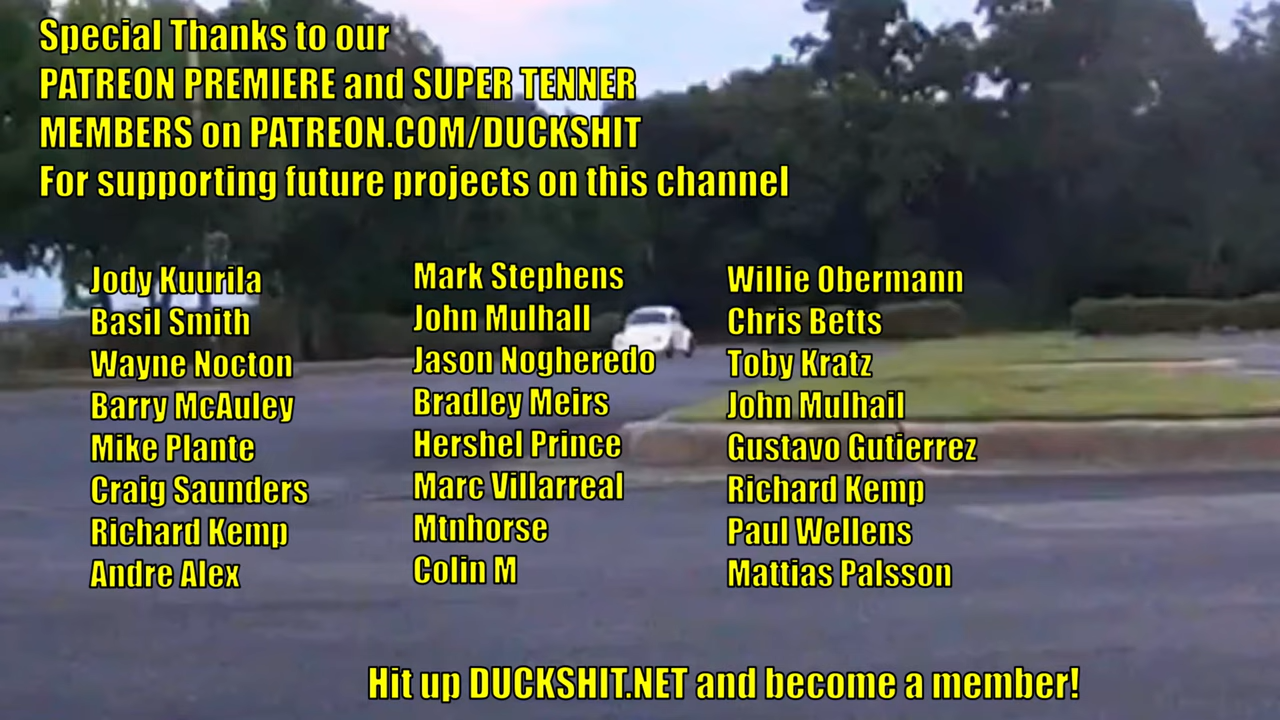 Special Thanks to our
PATREON PREMIERE and SUPER TENNER
MEMBERS on PATREON.COM/DUCKSHIT
For supporting future projects on this channel
Jody Kuurila
Basil Smith
Wayne Nocton
Barry McAuley
Mike Plante
Craig Saunders
Richard Kemp
Andre Alex
Mark Stephens
John Mulhall
Jason Nogheredo
Bradley Meirs
Hershel Prince
Marc Villarreal
Mtnhorse
Colin M
Willie Obermann
Chris Betts
Toby Kratz
John Mulhail
Gustavo Gutierrez
Richard Kemp
Paul Wellens
Mattias Palsson
Hit up DUCKSHIT.NET and become a member!